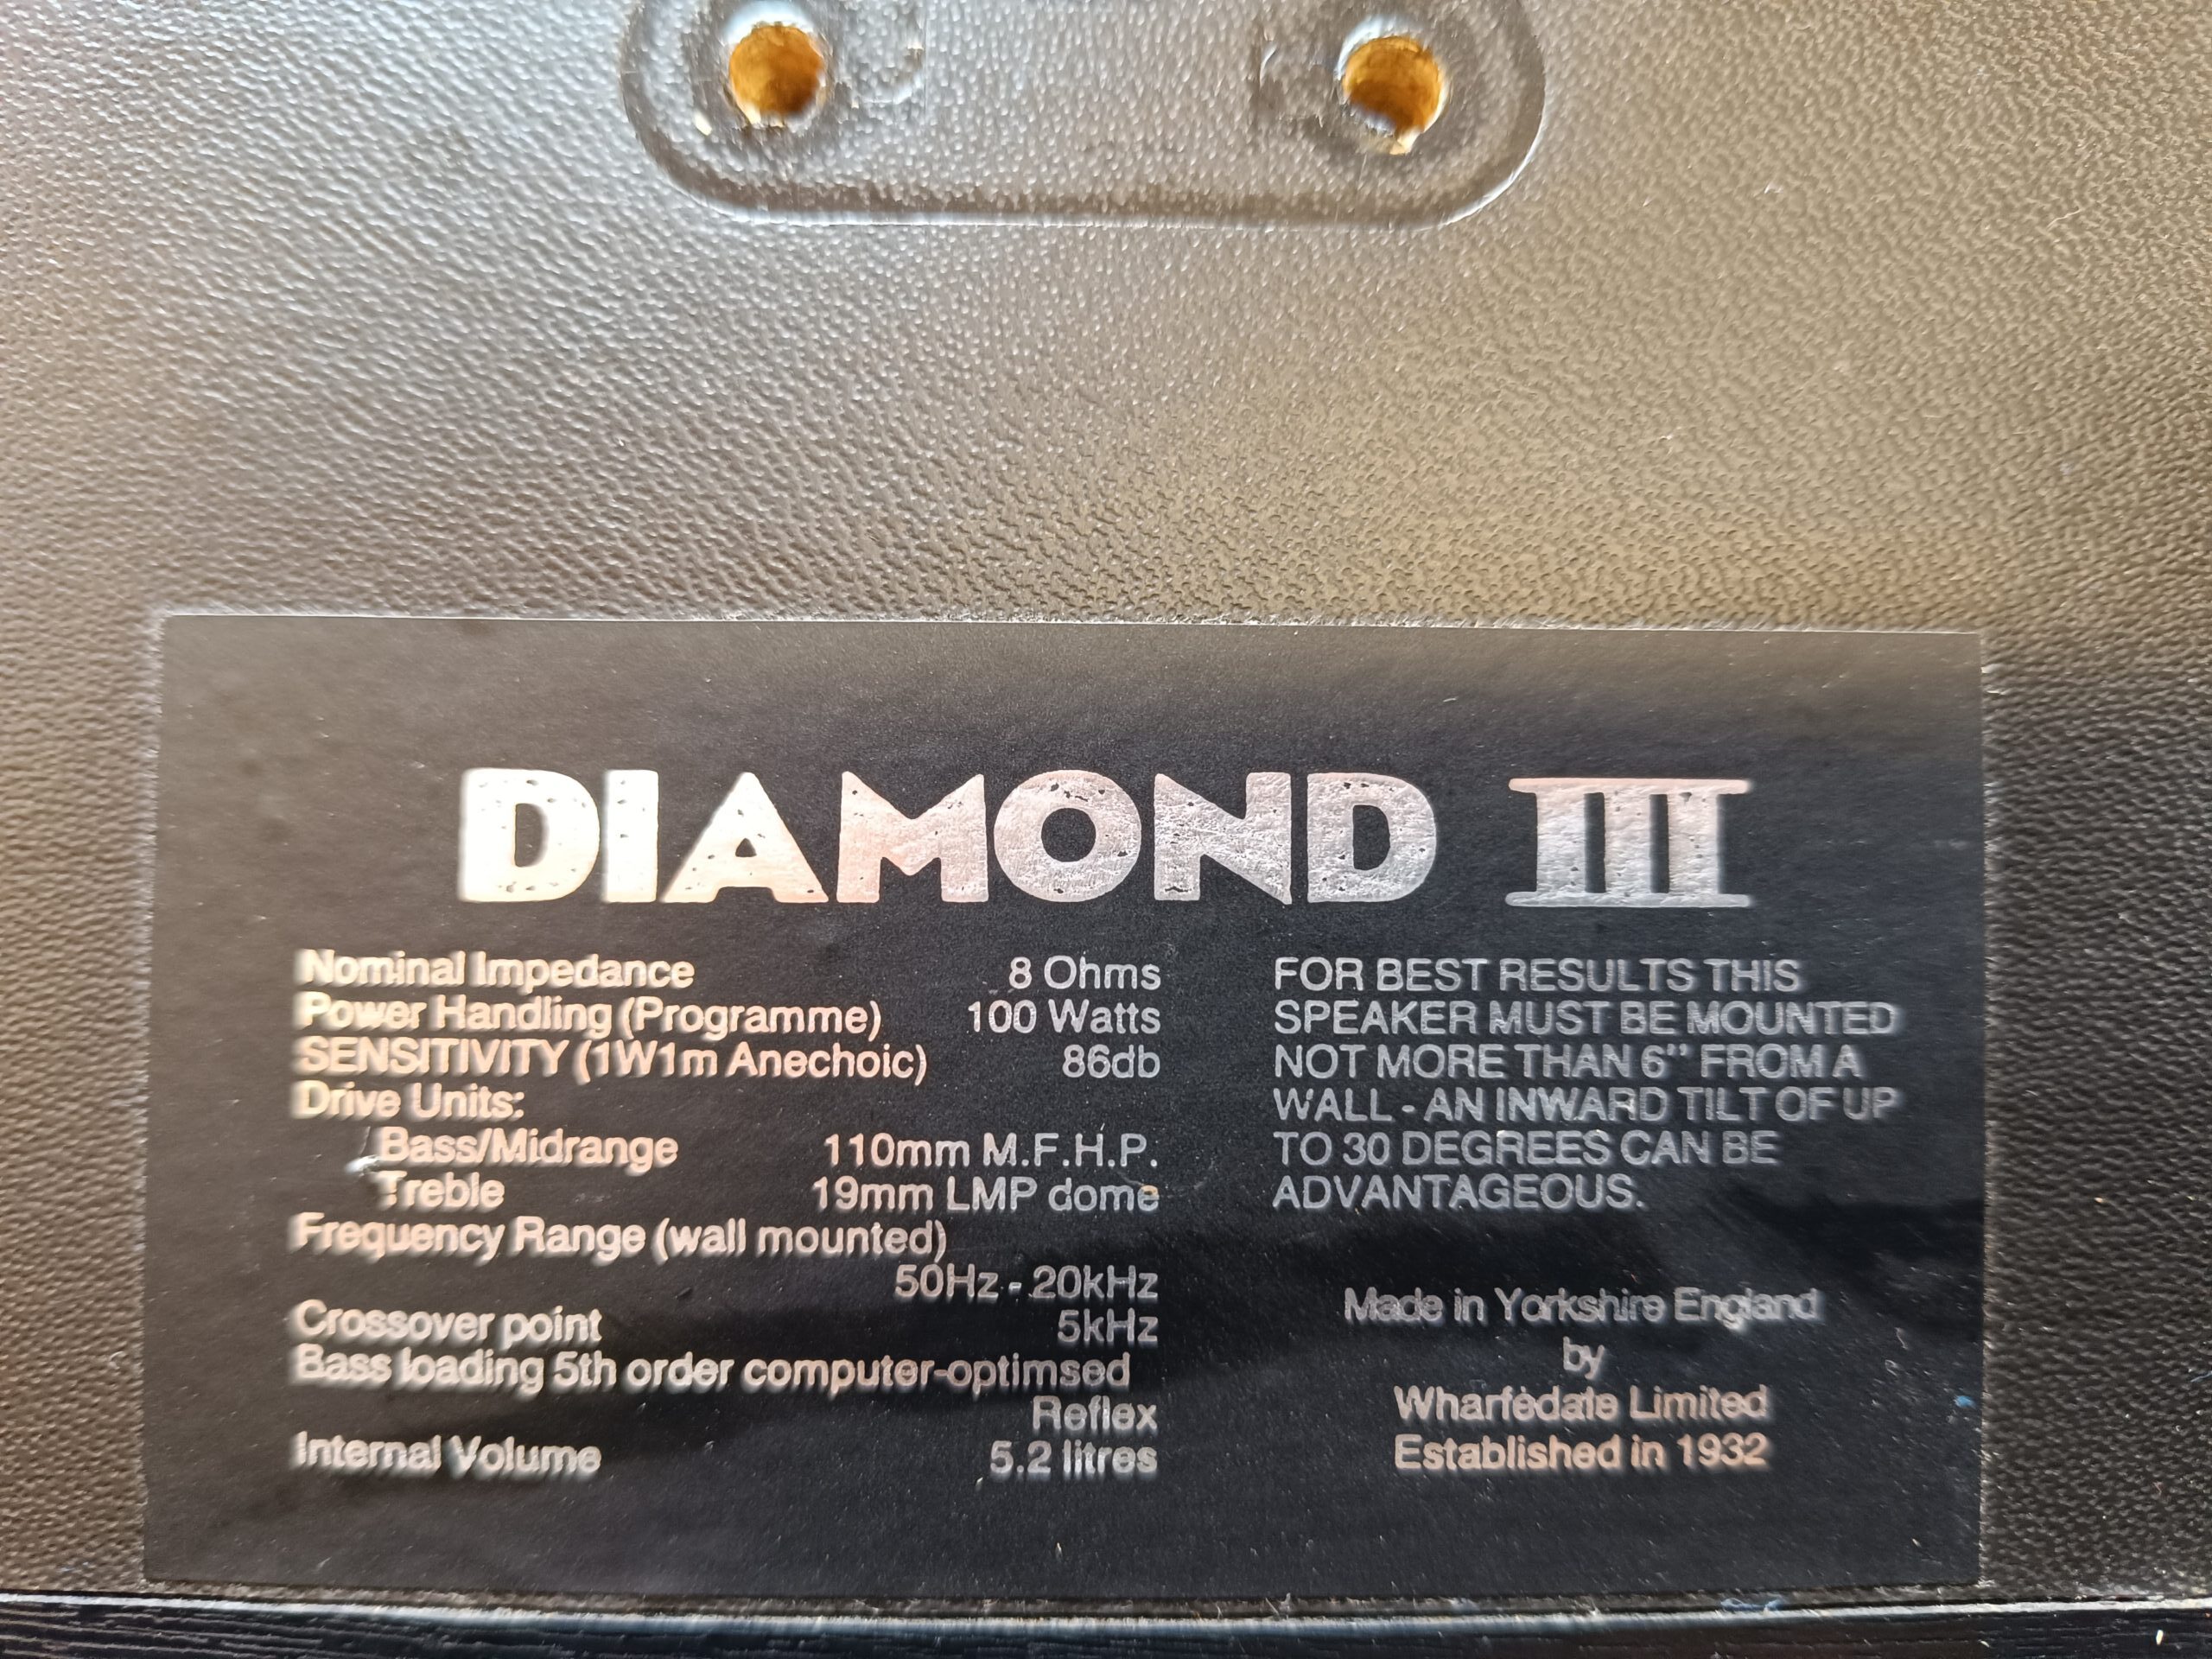 DIAMOND III
Nominal Impedance 8 Ohms
Power Handling (Programme) 100 Watts
SENSITIVITY (1W1m Anechoic) 86db
Drive Units:
Bass/Midrange 110mm M.F.H.P.
Treble 19mm LMP dome
Frequency Range (wall mounted)
50Hz - 20kHz
Crossover point 5kHz
Bass loading 5th order computer-optimsed
Reflex
Internal Volume 5.2 litres
FOR BEST RESULTS THIS
SPEAKER MUST BE MOUNTED
NOT MORE THAN 6" FROM A
WALL - AN INWARD TILT OF UP
TO 30 DEGREES CAN BE
ADVANTAGEOUS.
Made in Yorkshire England
by
Wharfedale Limited
Established in 1932